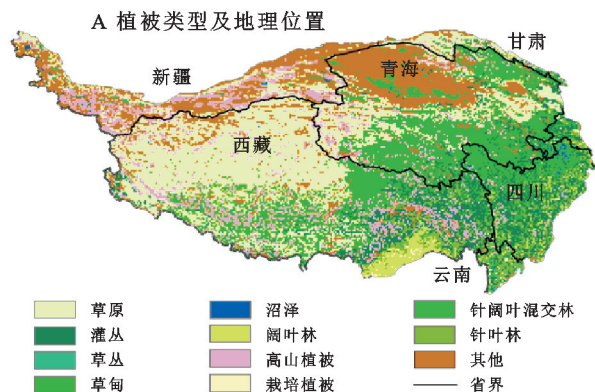 A 植被类型及地理位置
甘肃
新疆
青海
西藏
四川
云南
草原
沼泽
针阔叶混交林
灌丛
阔叶林
针叶林
草丛
高山植被
其他
草甸
栽培植被
省界